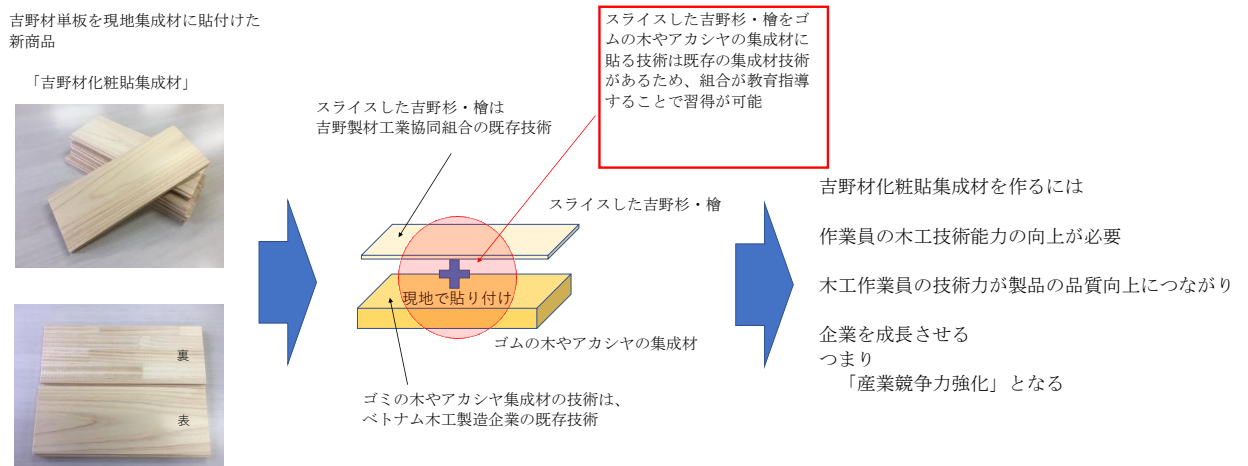 吉野材単板を現地集成材に貼付けた
新商品
「吉野材化粧貼集成材」
裏
表
スライスした吉野杉・檜は
吉野製材工業協同組合の既存技術
スライスした吉野杉・檜をゴ
ムの木やアカシヤの集成材に
貼る技術は既存の集成材技術
があるため、組合が教育指導
することで習得が可能
スライスした吉野杉・檜
現地で貼り付け
ゴムの木やアカシヤの集成材
ゴミの木やアカシヤ集成材の技術は、
ベトナム木工製造企業の既存技術
吉野材化粧貼集成材を作るには
作業員の木工技術能力の向上が必要
木工作業員の技術力が製品の品質向上につながり
企業を成長させる
つまり
「産業競争力強化」となる